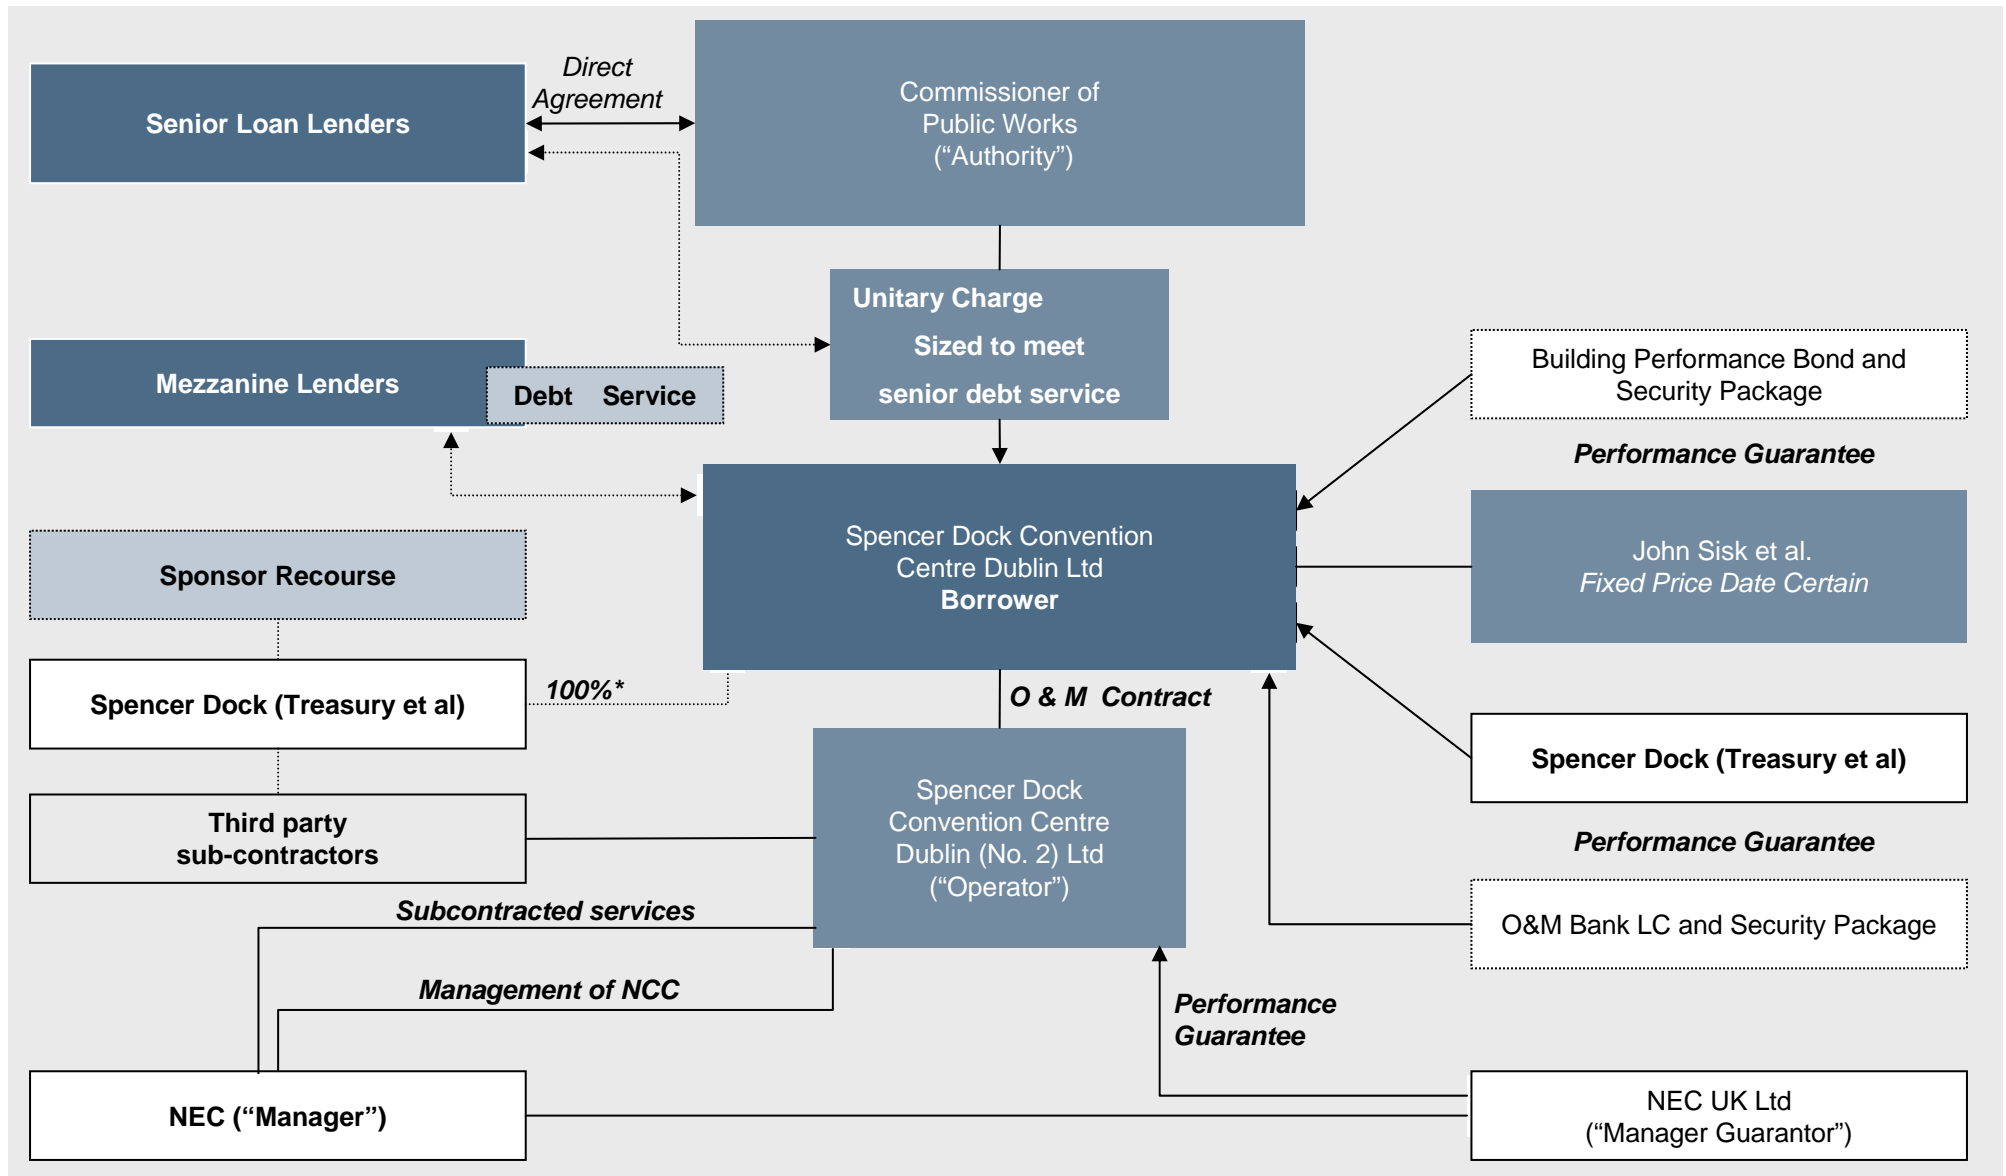 Direct
Agreement
Senior Loan Lenders
Commissioner of
Public Works
(“Authority”)
Unitary Charge
Sized to meet
senior debt service
Mezzanine Lenders
Debt Service
Building Performance Bond and
Security Package
Performance Guarantee
Spencer Dock Convention
Centre Dublin Ltd
Borrower
John Sisk et al.
Fixed Price Date Certain
Sponsor Recourse
Spencer Dock (Treasury et al)
100%*
O & M Contract
Spencer Dock (Treasury et al)
Third party
sub-contractors
Spencer Dock
Convention Centre
Dublin (No. 2) Ltd
(“Operator”)
Performance Guarantee
O&M Bank LC and Security Package
Subcontracted services
Management of NCC
Performance
Guarantee
NEC (“Manager”)
NEC UK Ltd
(“Manager Guarantor”)